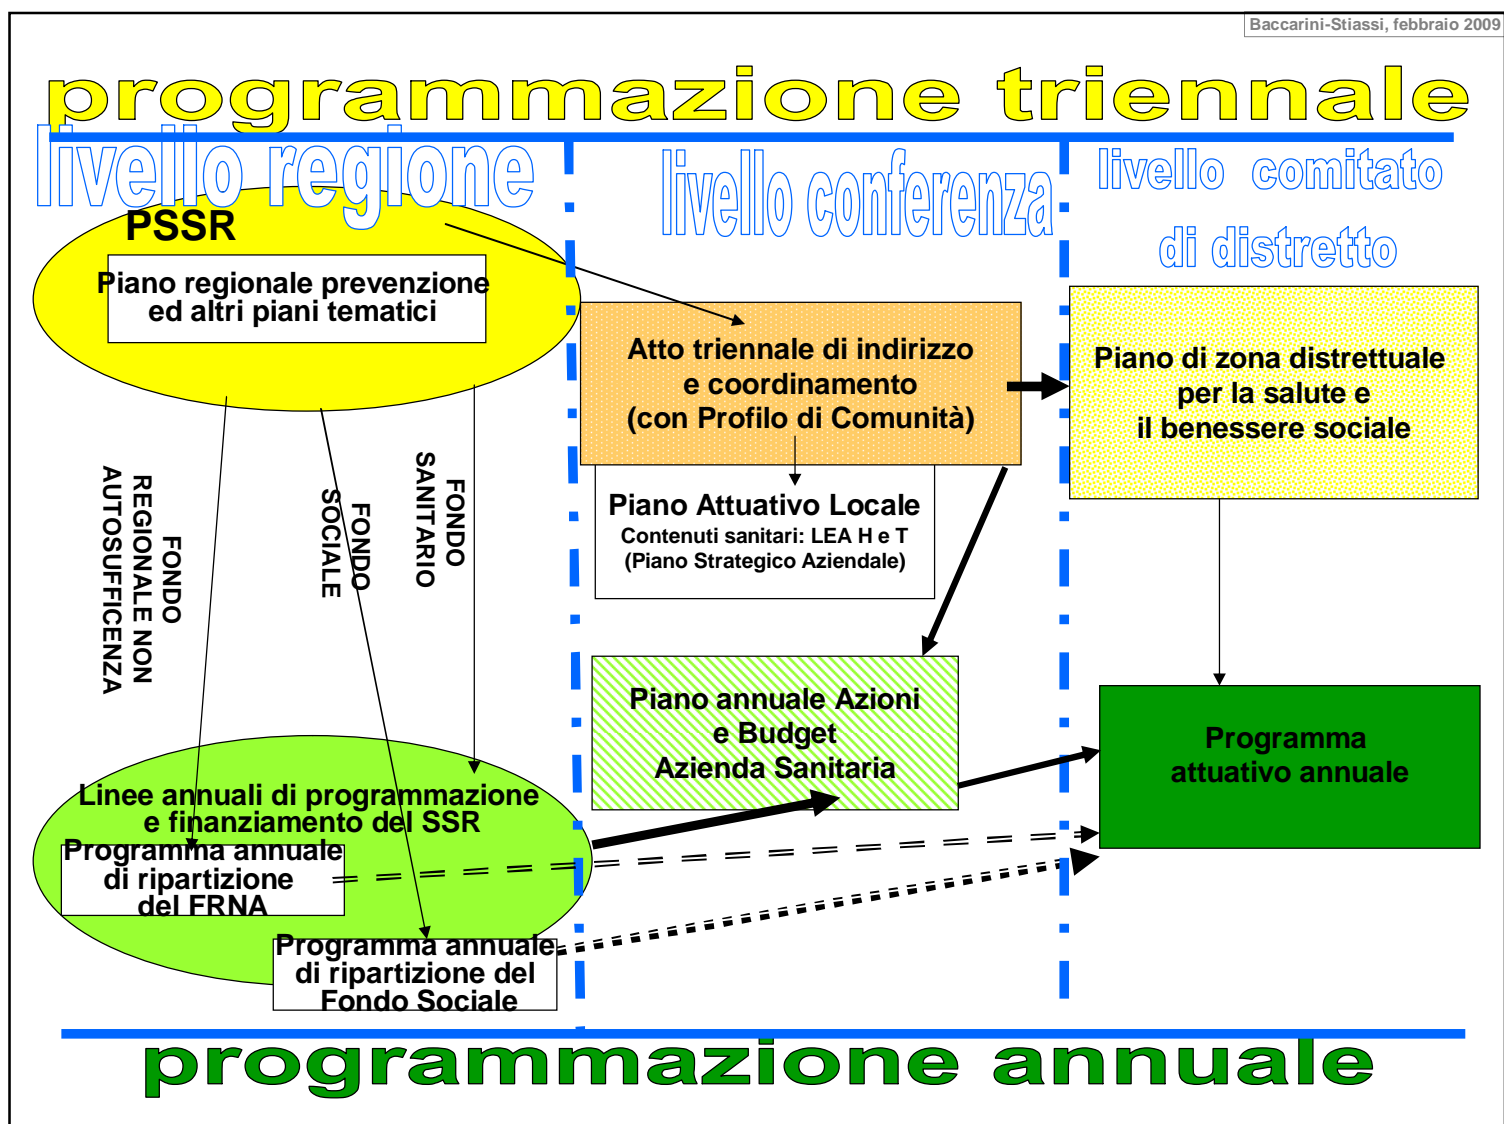 Baccarini-Stiassi, febbraio 2009
programmazione triennale
livello regione
livello conferenza
livello comitato
di distretto
PSSR
Piano regionale prevenzione
ed altri piani tematici
Atto triennale di indirizzo
e coordinamento
(con Profilo di Comunità)
Piano di zona distrettuale
per la salute e
il benessere sociale
Piano Attuativo Locale
Contenuti sanitari: LEA H e T
(Piano Strategico Aziendale)
FONDO
REGIONALE NON
AUTOSUFICENZA
FONDO
SOCIALE
FONDO
SANITARIO
Piano annuale Azioni
e Budget
Azienda Sanitaria
Programma
attuativo annuale
Linee annuali di programmazione
e finanziamento del SSR
Programma annuale
di ripartizione
del FRNA
Programma annuale
di ripartizione del
Fondo Sociale
programmazione annuale